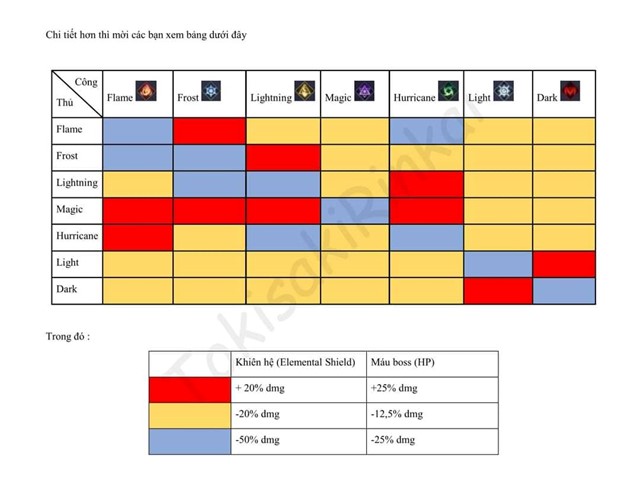 Chi tiết hơn thì mời các bạn xem bảng dưới đây
Công
Thủ
Flame Frost Lightning Magic Hurricane Light Dark
Flame
Frost
Lightning
Magic
Hurricane
Light
Dark
TokisakiRinkai
Trong đó :
Khiên hệ (Elemental Shield) Máu boss (HP)
+ 20% dmg +25% dmg
-20% dmg -12,5% dmg
-50% dmg -25% dmg